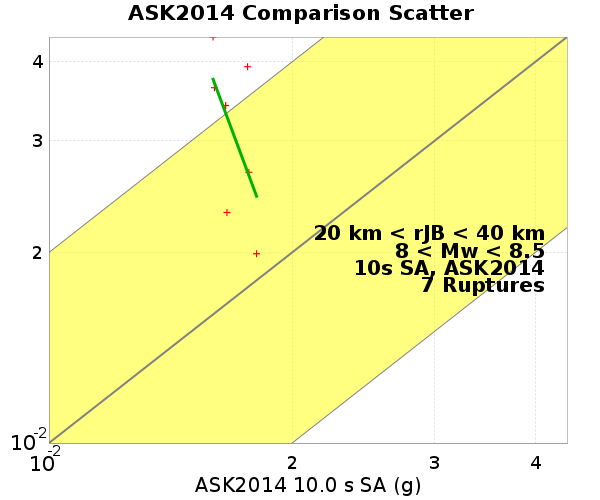 ASK2014 Comparison Scatter
4
3
2
10-2
20 km < rJB < 40 km
8 < Mw < 8.5
10s SA, ASK2014
7 Ruptures
10-2
2
3
4
ASK2014 10.0 s SA (g)